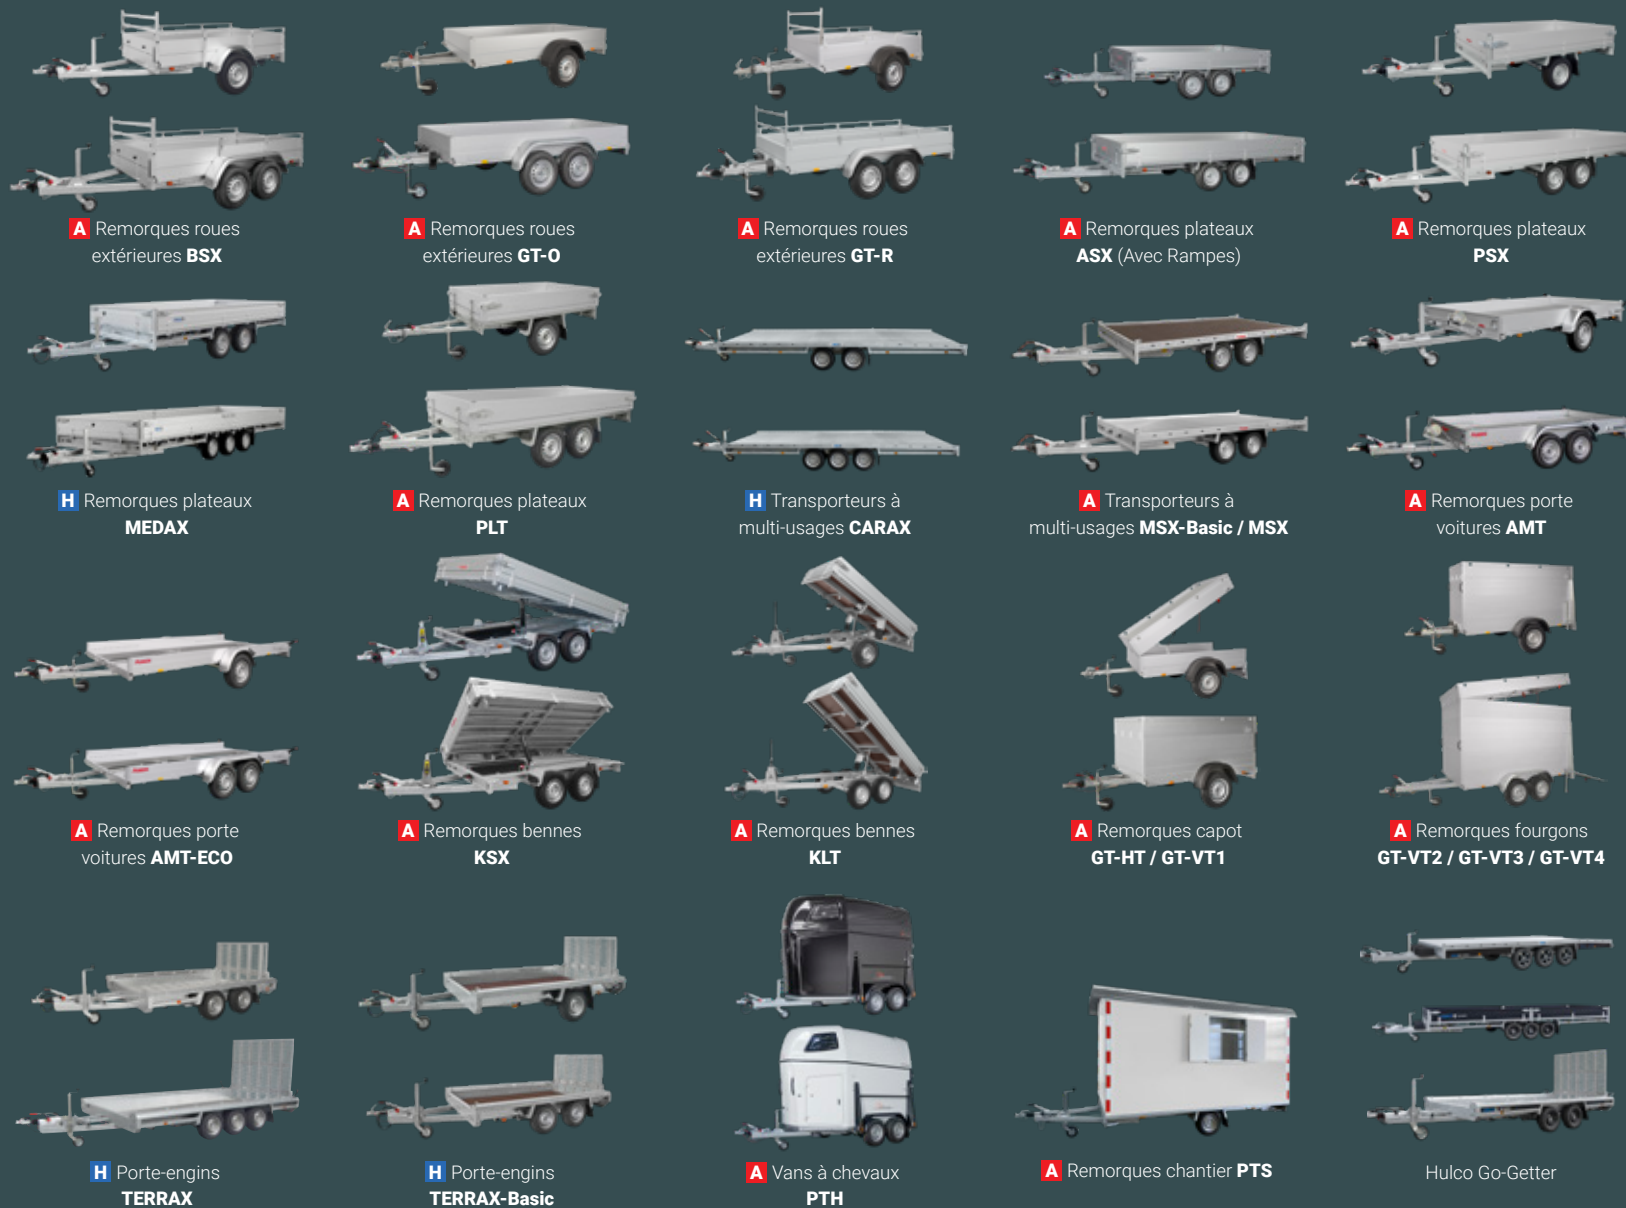 A Remorques roues
extérieures BSX
A Remorques roues
extérieures GT-O
A Remorques roues
extérieures GT-R
A Remorques plateaux
ASX (Avec Rampes)
A Remorques plateaux
PSX
H Remorques plateaux
MEDAX
A Remorques plateaux
PLT
H Transporteurs à
multi-usages CARAX
A Transporteurs à
multi-usages MSX-Basic / MSX
A Remorques porte
voitures AMT
A Remorques porte
voitures AMT-ECO
A Remorques bennes
KSX
A Remorques bennes
KLT
A Remorques capot
GT-HT / GT-VT1
A Remorques fourgons
GT-VT2 / GT-VT3 / GT-VT4
H Porte-engins
TERRAX
H Porte-engins
TERRAX-Basic
A Vans à chevaux
PTH
A Remorques chantier PTS
Hulco Go-Getter